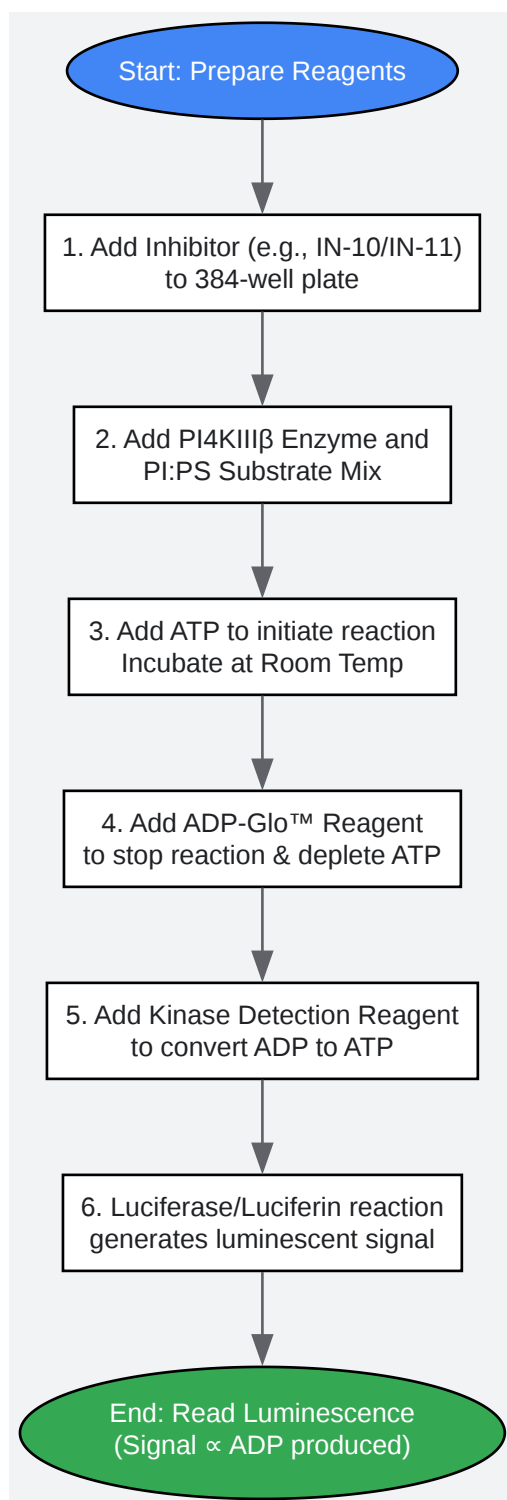 Start: Prepare Reagents
1. Add Inhibitor (e.g., IN-10/IN-11)
to 384-well plate
2. Add PI4KIIIβ Enzyme and
PI:PS Substrate Mix
3. Add ATP to initiate reaction
Incubate at Room Temp
4. Add ADP-Glo™ Reagent
to stop reaction & deplete ATP
5. Add Kinase Detection Reagent
to convert ADP to ATP
6. Luciferase/Luciferin reaction
generates luminescent signal
End: Read Luminescence
(Signal ∝ ADP produced)